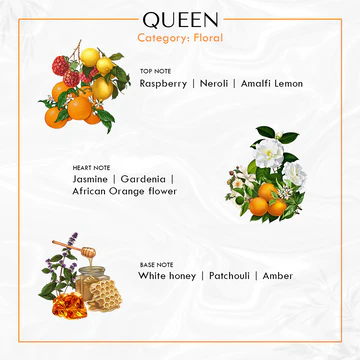 QUEEN
Category: Floral
TOP NOTE
Raspberry | Neroli | Amalfi Lemon
HEART NOTE
Jasmine | Gardenia |
African Orange flower
BASE NOTE
White honey | Patchouli | Amber